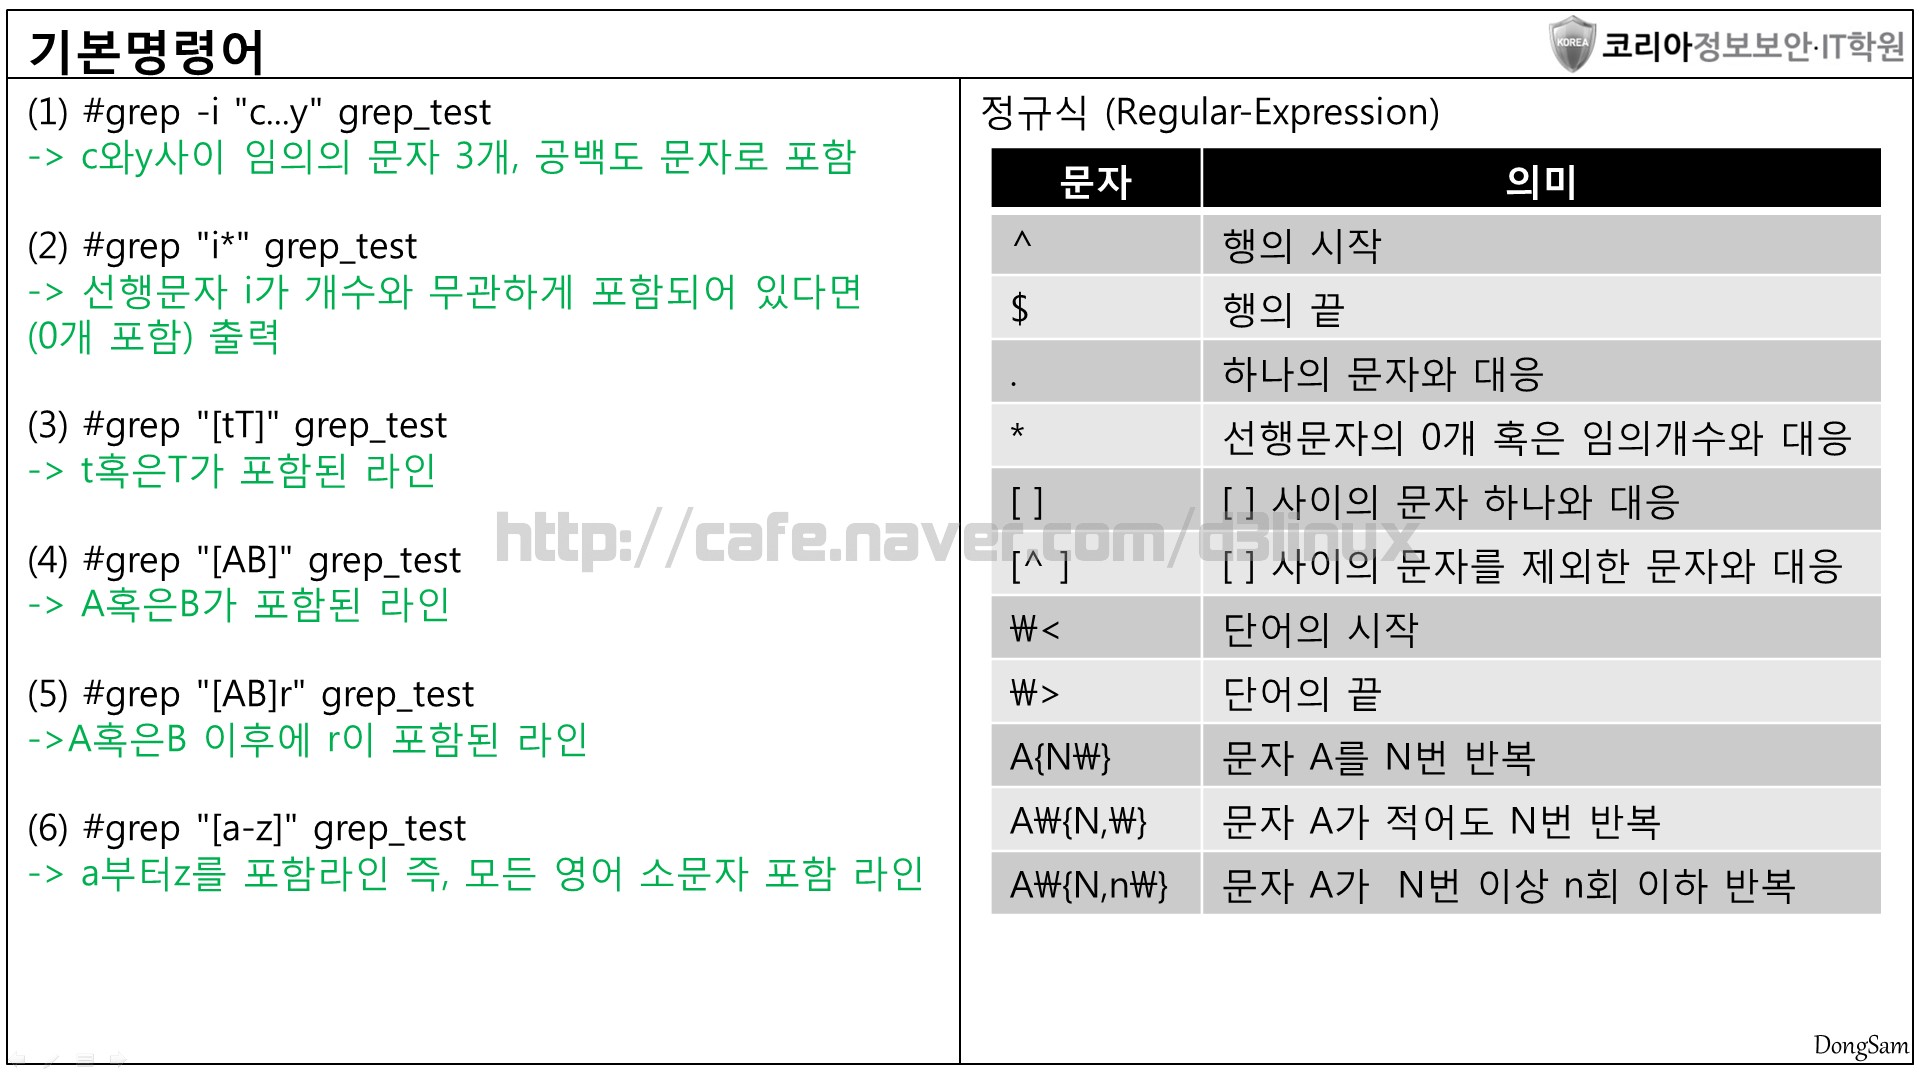 기본명령어
KOREA
코리아정보보안·IT학원
(1) #grep -i "c...y" grep_test
-> c와y사이 임의의 문자 3개, 공백도 문자로 포함
(2) #grep "i*" grep_test
-> 선행문자 i가 개수와 무관하게 포함되어 있다면
(0개 포함) 출력
(3) #grep "[tT]" grep_test
-> t혹은T가 포함된 라인
(4) #grep "[AB]" grep_test
-> A혹은B가 포함된 라인
(5) #grep "[AB]r" grep_test
->A혹은B 이후에 r이 포함된 라인
(6) #grep "[a-z]" grep_test
-> a부터z를 포함라인 즉, 모든 영어 소문자 포함 라인
정규식 (Regular-Expression)
문자 의미
^ 행의 시작
$ 행의 끝
. 하나의 문자와 대응
* 선행문자의 0개 혹은 임의개수와 대응
[ ] [ ] 사이의 문자 하나와 대응
[^ ] [ ] 사이의 문자를 제외한 문자와 대응
₩< 단어의 시작
₩> 단어의 끝
A{N₩} 문자 A를 N번 반복
A₩{N,₩} 문자 A가 적어도 N번 반복
A₩{N,n₩} 문자 A가 N번 이상 n회 이하 반복
http://cafe.naver.com/d3linux
DongSam